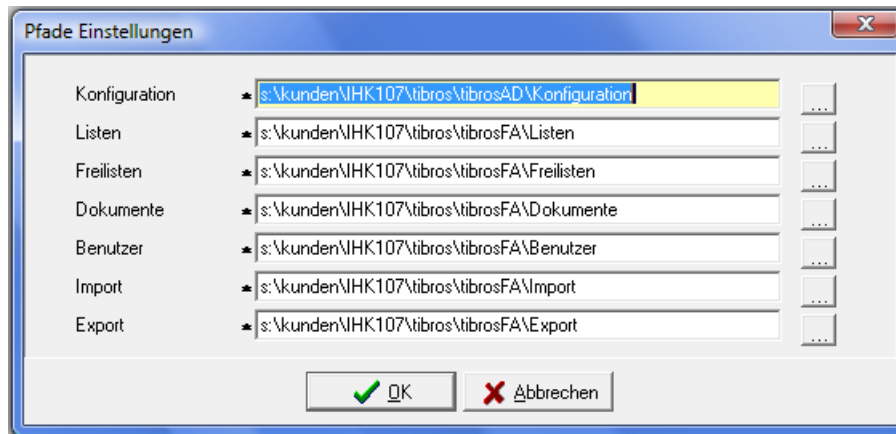 Pfade Einstellungen
Konfiguration * s:\kunden\IHK107\tibros\tibrosAD\Konfiguration ...
Listen * s:\kunden\IHK107\tibros\tibrosFA\Listen ...
Freilisten * s:\kunden\IHK107\tibros\tibrosFA\Freilisten ...
Dokumente * s:\kunden\IHK107\tibros\tibrosFA\Dokumente ...
Benutzer * s:\kunden\IHK107\tibros\tibrosFA\Benutzer ...
Import * s:\kunden\IHK107\tibros\tibrosFA\Import ...
Export * s:\kunden\IHK107\tibros\tibrosFA\Export ...
OK Abbrechen